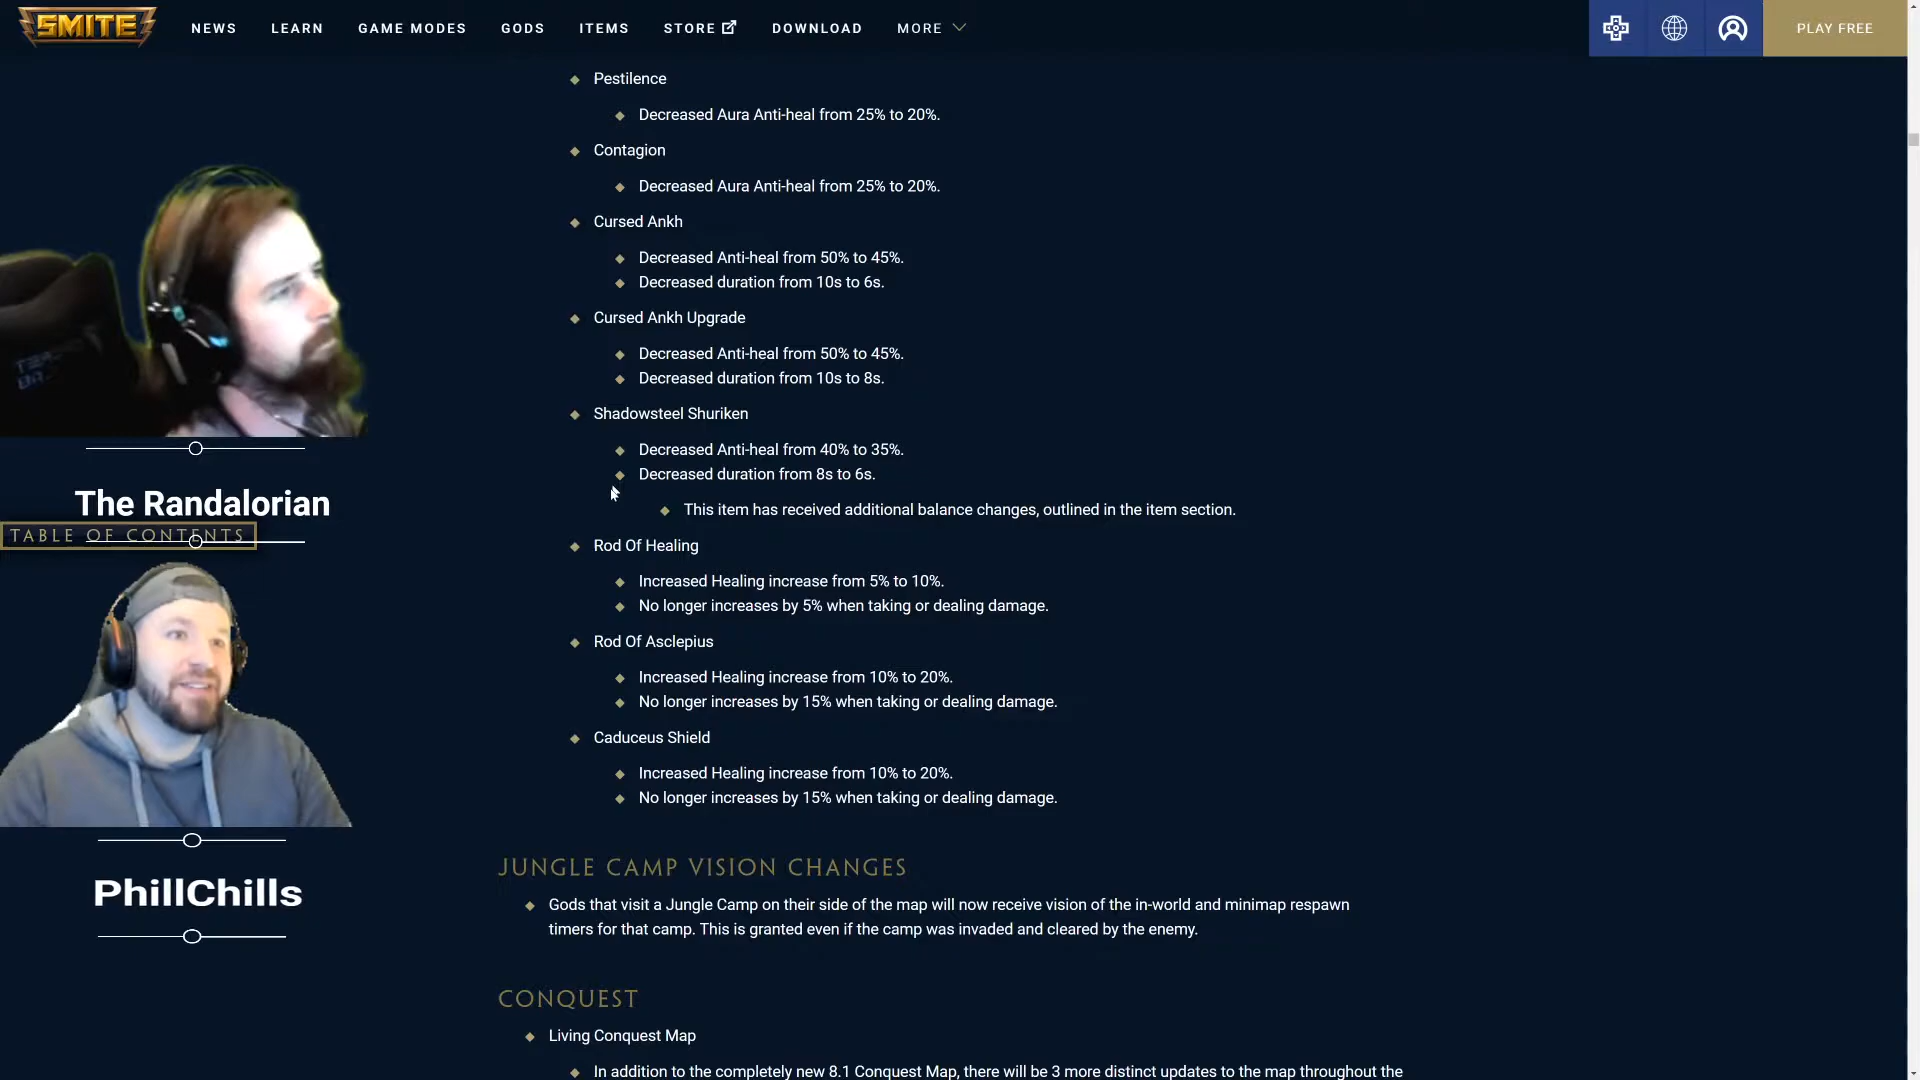 SMITE
NEWS LEARN GAME MODES GODS ITEMS STORE DOWNLOAD MORE PLAY FREE
Pestilence
Decreased Aura Anti-heal from 25% to 20%.
Contagion
Decreased Aura Anti-heal from 25% to 20%.
Cursed Ankh
Decreased Anti-heal from 50% to 45%.
Decreased duration from 10s to 6s.
Cursed Ankh Upgrade
Decreased Anti-heal from 50% to 45%.
Decreased duration from 10s to 8s.
Shadowsteel Shuriken
Decreased Anti-heal from 40% to 35%.
Decreased duration from 8s to 6s.
This item has received additional balance changes, outlined in the item section.
Rod Of Healing
Increased Healing increase from 5% to 10%.
No longer increases by 5% when taking or dealing damage.
Rod Of Asclepius
Increased Healing increase from 10% to 20%.
No longer increases by 15% when taking or dealing damage.
Caduceus Shield
Increased Healing increase from 10% to 20%.
No longer increases by 15% when taking or dealing damage.
JUNGLE CAMP VISION CHANGES
Gods that visit a Jungle Camp on their side of the map will now receive vision of the in-world and minimap respawn
timers for that camp. This is granted even if the camp was invaded and cleared by the enemy.
CONQUEST
Living Conquest Map
In addition to the completely new 8.1 Conquest Map, there will be 3 more distinct updates to the map throughout the
The Randalorian
TABLE OF CONTENTS
PhillChills